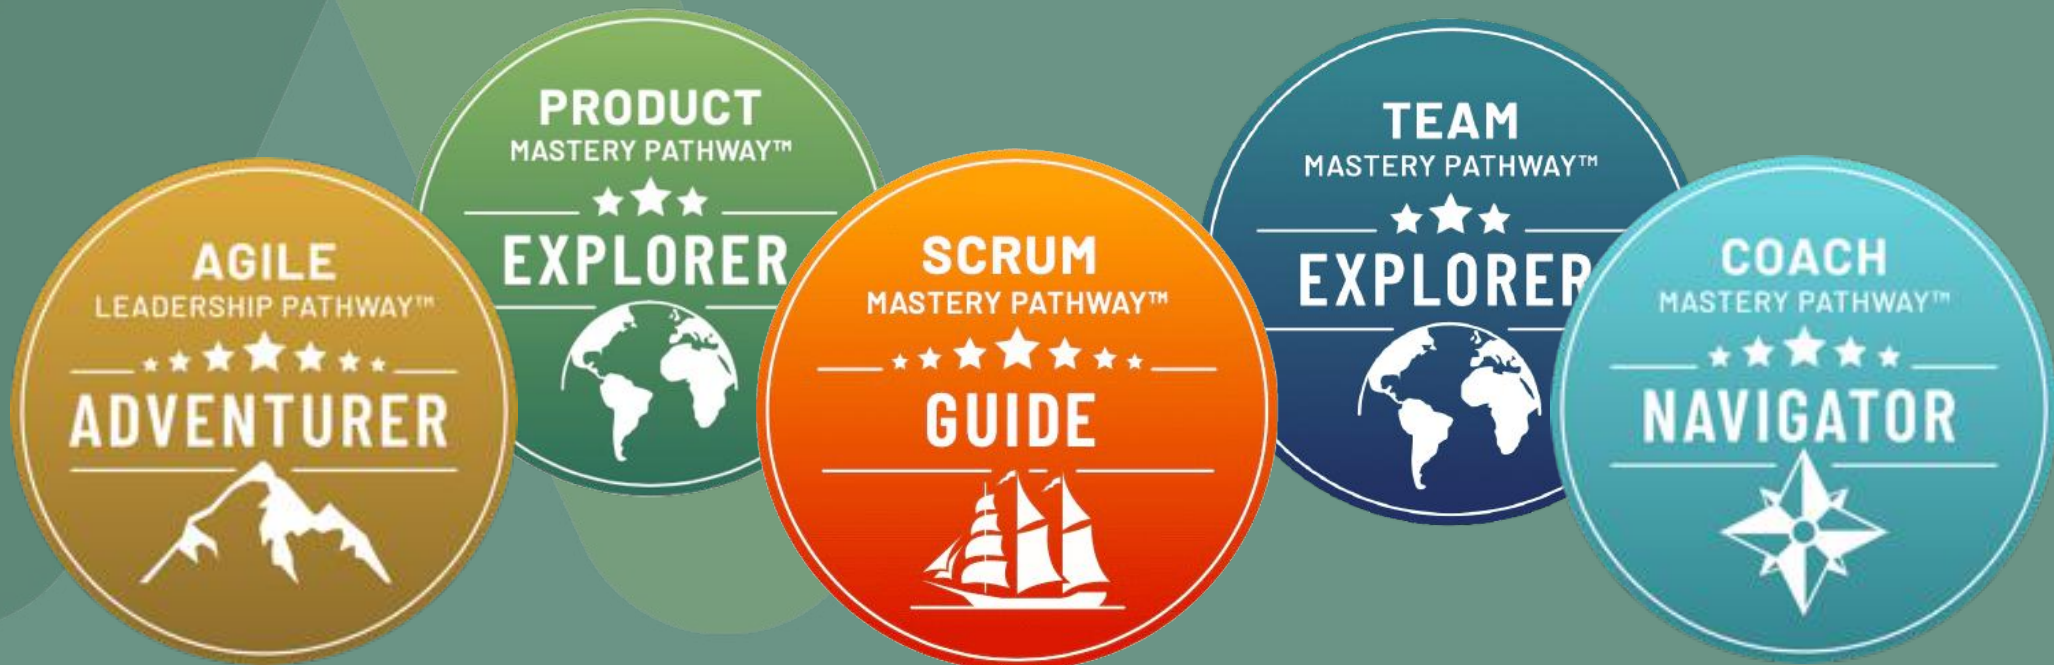 AGILE
LEADERSHIP PATHWAY™
ADVENTURER
PRODUCT
MASTERY PATHWAY™
EXPLORER
SCRUM
MASTERY PATHWAY™
GUIDE
TEAM
MASTERY PATHWAY™
EXPLORER
COACH
MASTERY PATHWAY™
NAVIGATOR